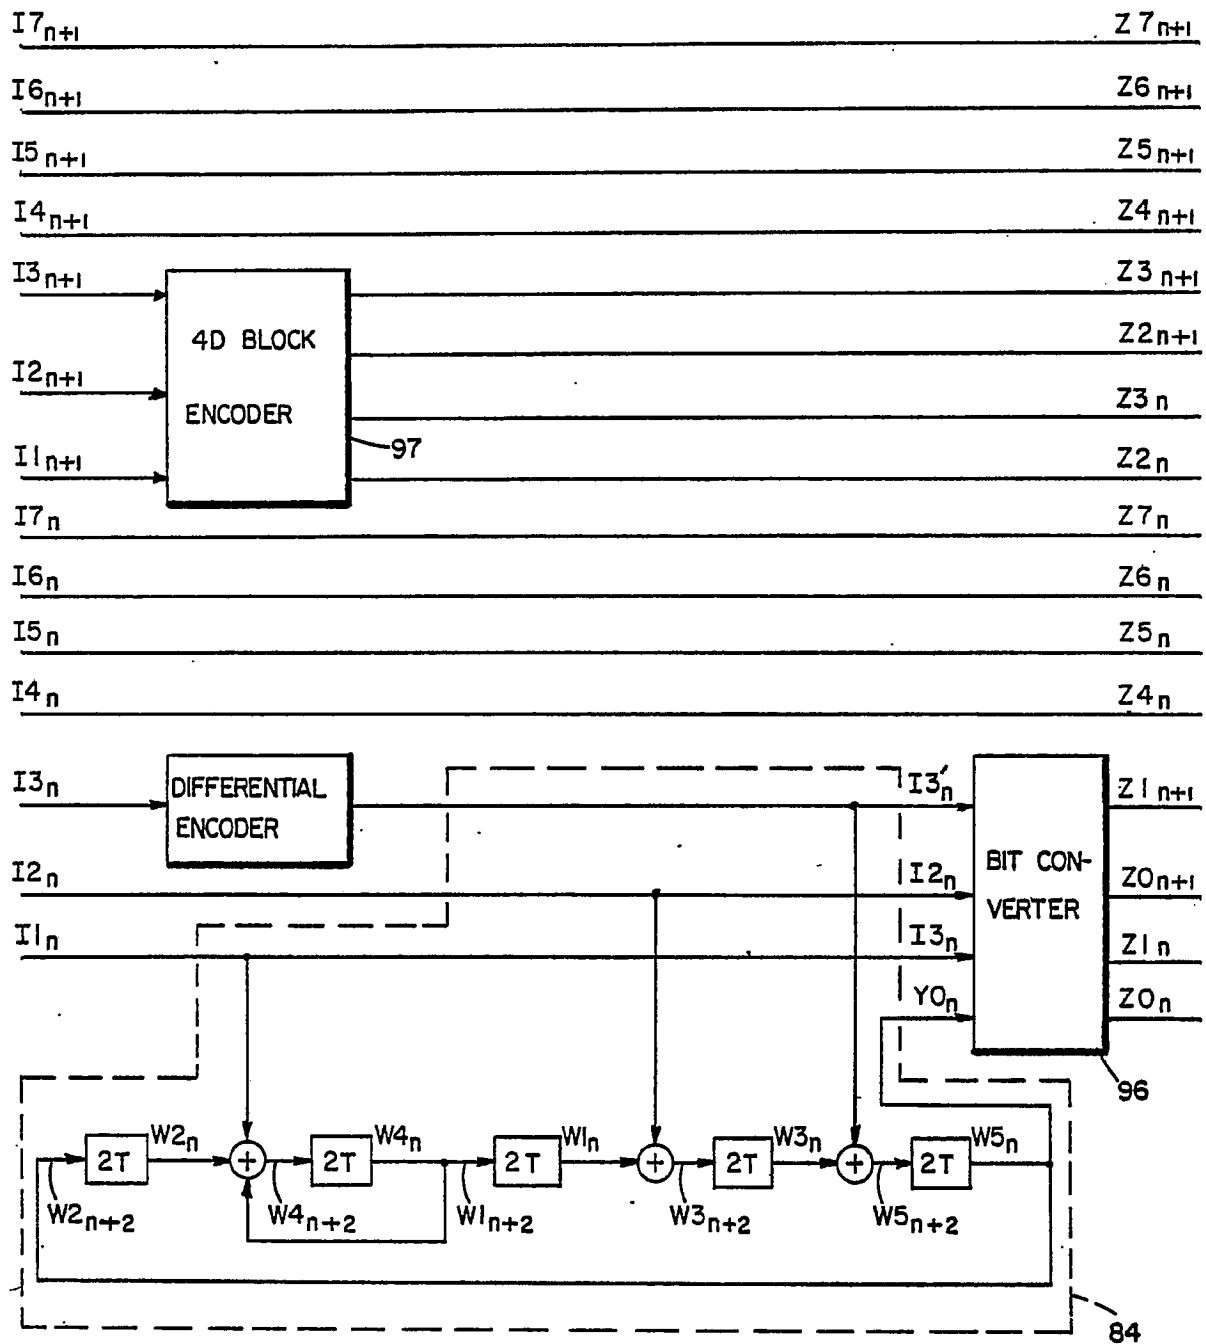 I7n+1 Z7n+1
I6n+1 Z6n+1
I5n+1 Z5n+1
I4n+1 Z4n+1
I3n+1 Z3n+1
4D BLOCK
ENCODER
Z2n+1
I2n+1
Z3n
97
I1n+1 Z2n
I7n Z7n
I6n Z6n
I5n Z5n
I4n Z4n
I3n
DIFFERENTIAL
ENCODER
I3'n
Z1n+1
I2n
I2n
BIT CON-
VERTER
Z0n+1
I1n
I3n
Z1n
Y0n
Z0n
96
2T W2n + 2T W4n 2T W1n + 2T W3n + 2T W5n
W2n+2 W4n+2 W1n+2 W3n+2 W5n+2
84